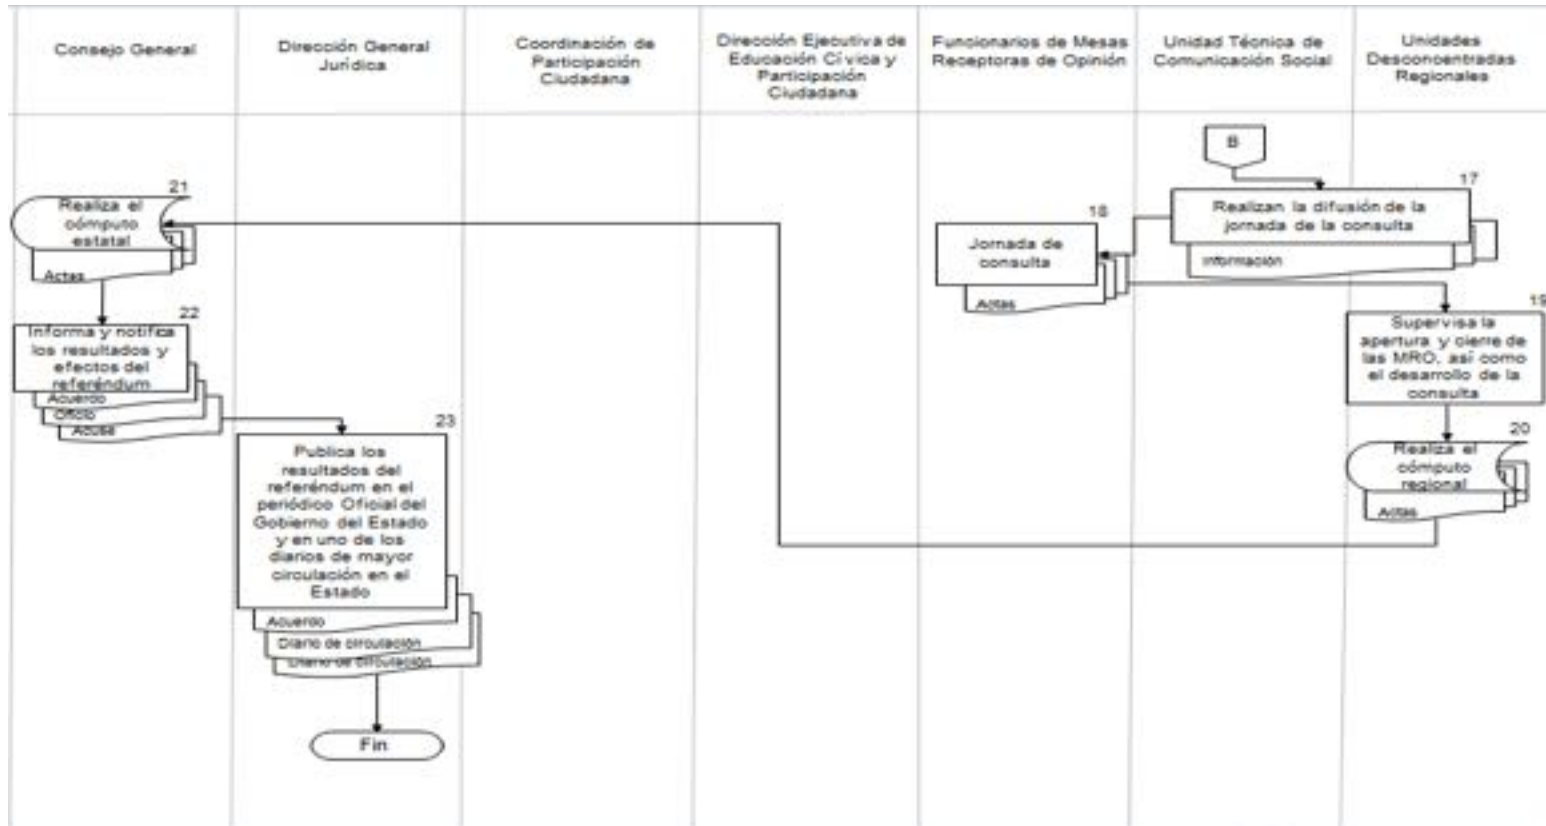 Consejo General
Dirección General
Jurídica
Coordinación de
Participación
Ciudadana
Dirección Ejecutiva de
Educación Cívica y
Participación
Ciudadana
Funcionarios de Mesas
Receptoras de Opinión
Unidad Técnica de
Comunicación Social
Unidades
Desconcentradas
Regionales
B
17
Realizan la difusión de la
jornada de la consulta
Información
18
Jornada de
consulta
Actas
19
Supervisa la
apertura y cierre de
las MRO, así como
el desarrollo de la
consulta
20
Realiza el
cómputo
regional
Actas
21
Realiza el
cómputo
estatal
Actas
22
Informa y notifica
los resultados y
efectos del
referéndum
Acuerdo
Oficio
Acuse
23
Publica los
resultados del
referéndum en el
periódico Oficial del
Gobierno del Estado
y en uno de los
diarios de mayor
circulación en el
Estado
Acuerdo
Diario de circulación
Diario de circulación
Fin